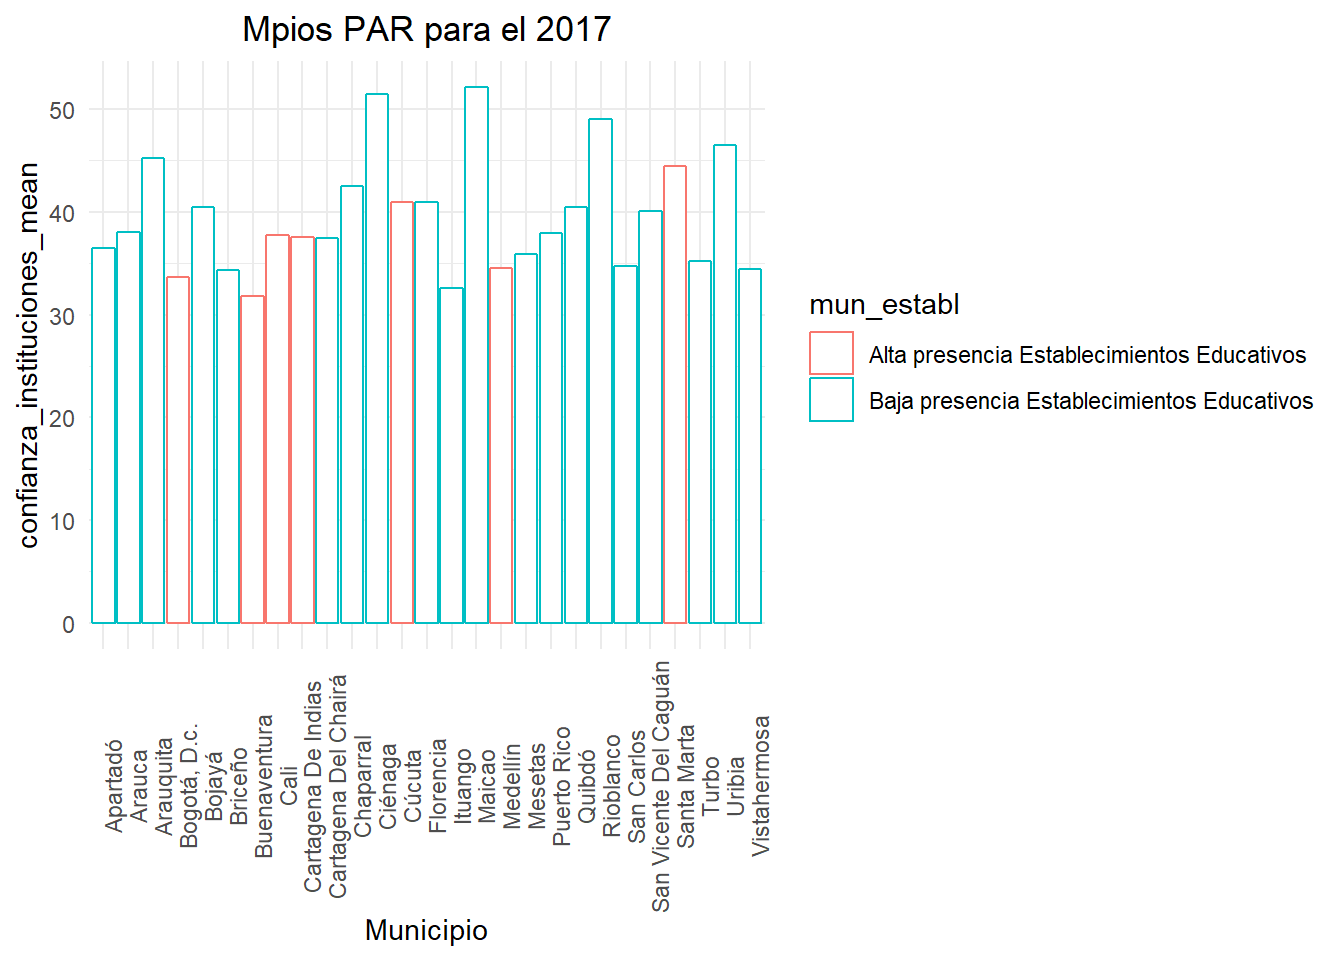 Mpios PAR para el 2017
confianza_instituciones_mean
50
40
30
20
10
0
Apartadó
Arauca
Arauquita
Bogotá, D.c.
Bojayá
Briceño
Buenaventura
Cali
Cartagena De Indias
Cartagena Del Chairá
Chaparral
Ciénaga
Cúcuta
Florencia
Ituango
Maicao
Medellín
Mesetas
Puerto Rico
Quibdó
Rioblanco
San Carlos
San Vicente Del Caguán
Santa Marta
Turbo
Uribia
Vistahermosa
Municipio
mun_establ
Alta presencia Establecimientos Educativos
Baja presencia Establecimientos Educativos